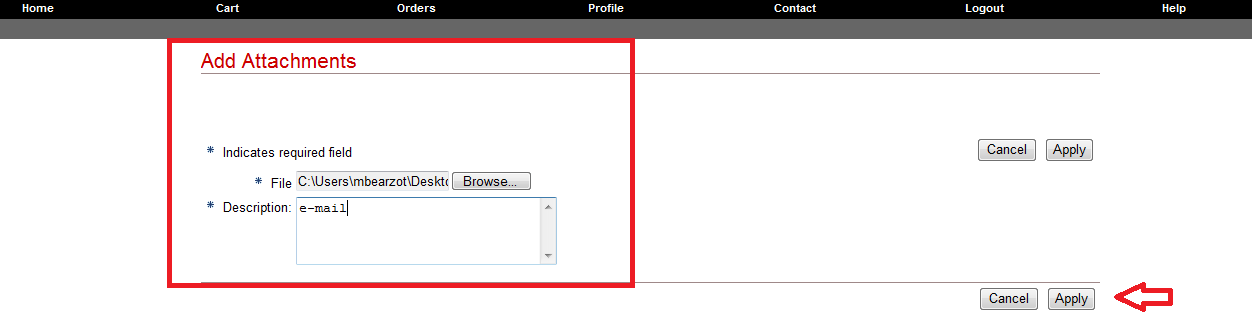 Home Cart Orders Profile Contact Logout Help
Add Attachments
* Indicates required field Cancel Apply
* File C:\Users\mbearzot\Deskto Browse...
* Description: e-mail
Cancel Apply